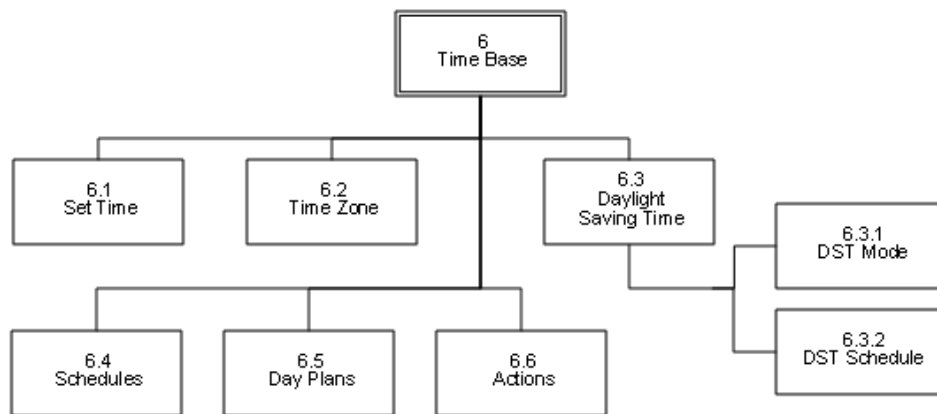 6
Time Base
6.1
Set Time
6.2
Time Zone
6.3
Daylight
Saving Time
6.3.1
DST Mode
6.3.2
DST Schedule
6.4
Schedules
6.5
Day Plans
6.6
Actions